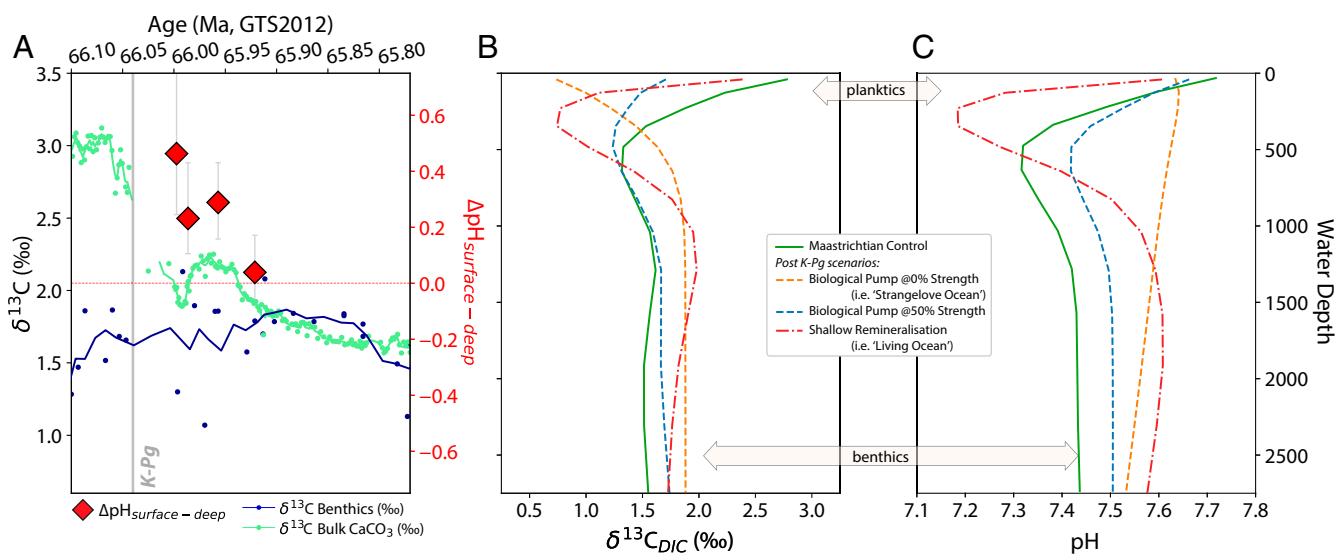 A
Age (Ma, GTS2012)
66.10 66.05 66.00 65.95 65.90 65.85 65.80
3.5
3.0
2.5
2.0
1.5
1.0
δ¹³C (‰)
0.6
0.4
0.2
0.0
−0.2
−0.4
−0.6
ΔpHsurface−deep
K-Pg
ΔpHsurface−deep
δ¹³C Benthics (‰)
δ¹³C Bulk CaCO₃ (‰)
B
planktics
benthics
0.5 1.0 1.5 2.0 2.5 3.0
δ¹³CDIC (‰)
C
Maastrichtian Control
Post K-Pg scenarios:
Biological Pump @0% Strength
(i.e. 'Strangelove Ocean')
Biological Pump @50% Strength
Shallow Remineralisation
(i.e. 'Living Ocean')
0
500
1000
1500
2000
2500
Water Depth
7.1 7.2 7.3 7.4 7.5 7.6 7.7 7.8
pH